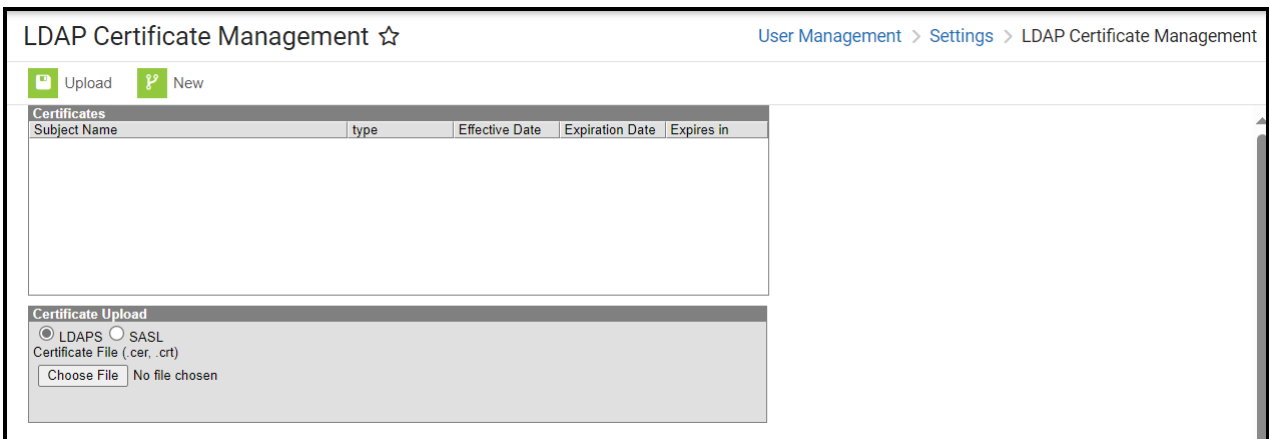 LDAP Certificate Management
User Management > Settings > LDAP Certificate Management
Upload New
Certificates
Subject Name type Effective Date Expiration Date Expires in
Certificate Upload
LDAPS SASL
Certificate File (.cer, .crt)
Choose File No file chosen